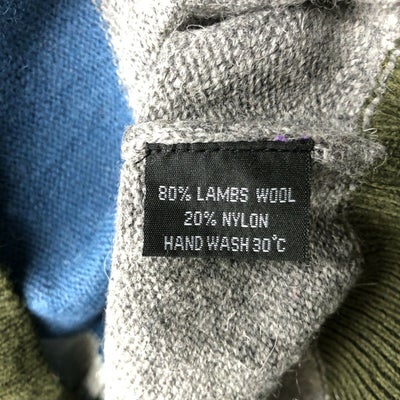 80% LAMBS WOOL
20% NYLON
HAND WASH 30°C